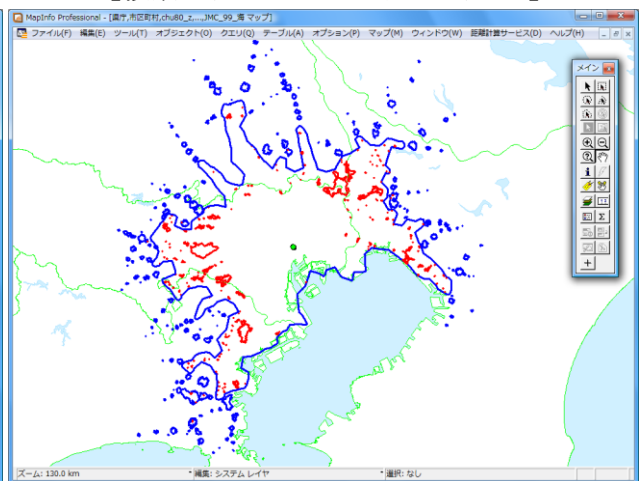 MapInfo Professional - [県庁,市区町村,chu80_z,...,JMC_99_海 マップ]
ファイル(F) 編集(E) ツール(T) オブジェクト(O) クエリ(Q) テーブル(A) オプション(P) マップ(M) ウィンドウ(W) 距離計算サービス(D) ヘルプ(H)
メイン
ズーム: 130.0 km
編集: システム レイヤ
選択: なし